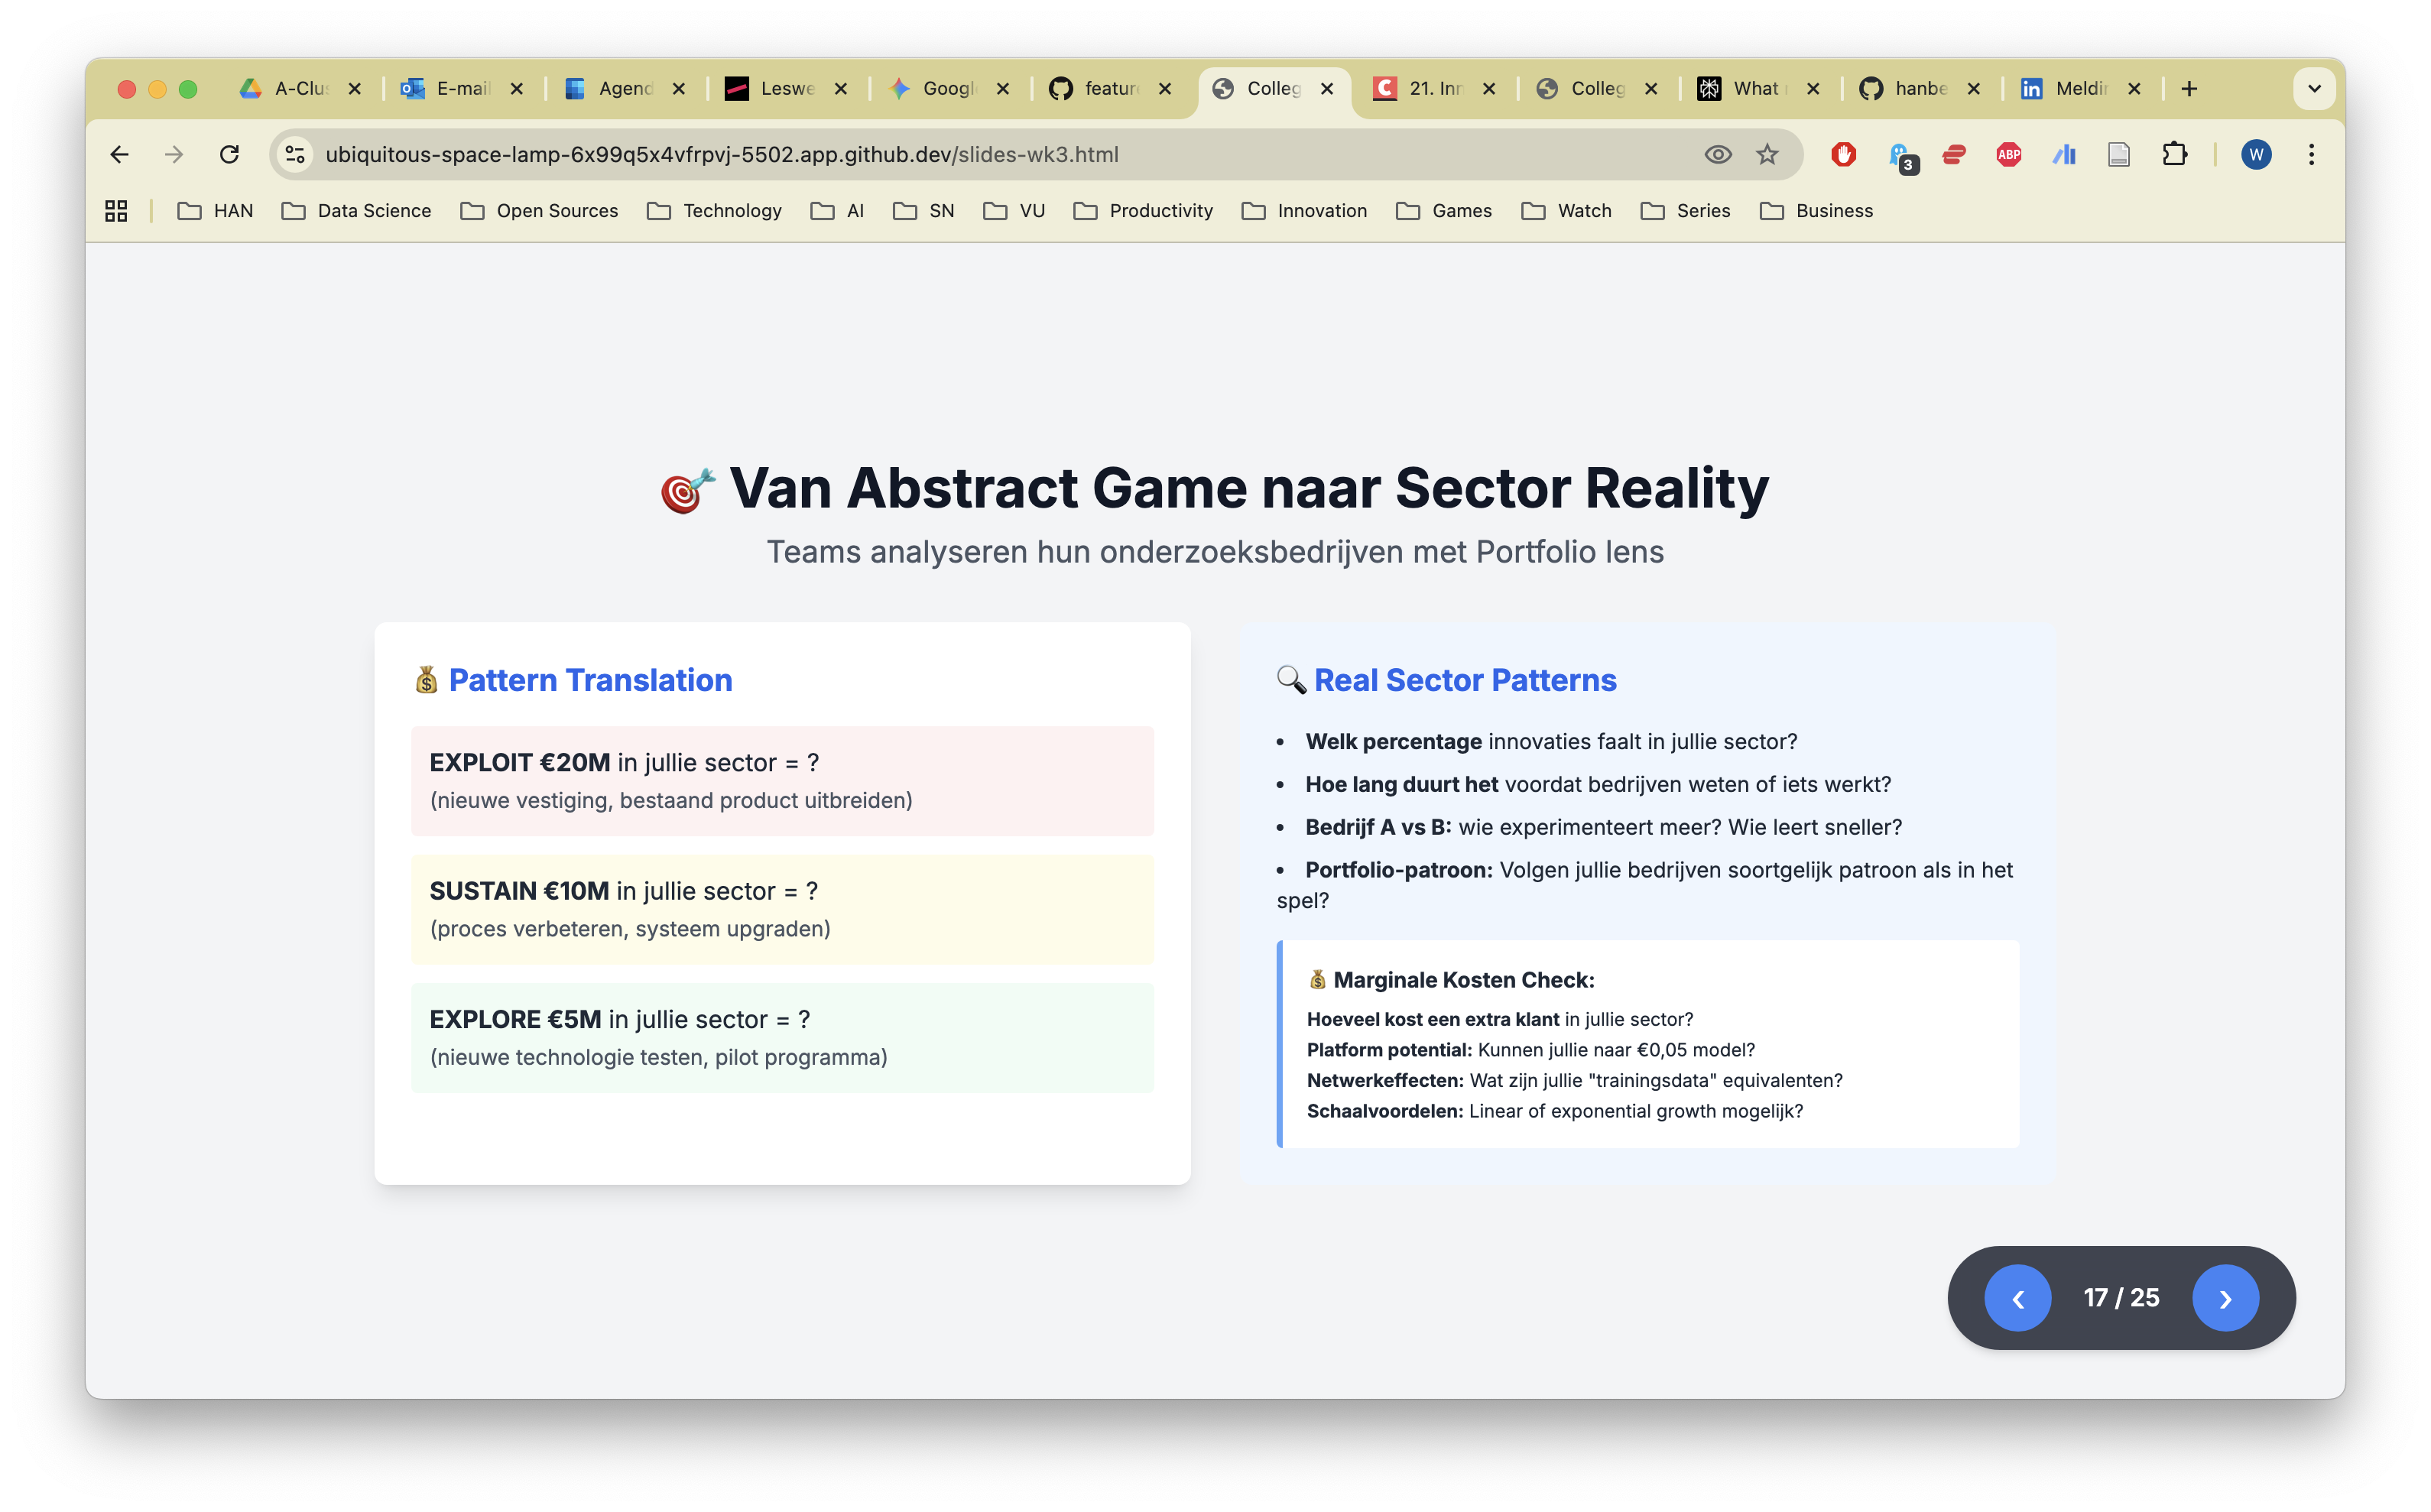 A-Clu
E-mail
Agend
Leswe
Googl
featur
Colleg
21. Inn
Colleg
What
hanbe
Meldir
ubiquitous-space-lamp-6x99q5x4vfrpvj-5502.app.github.dev/slides-wk3.html
3
ABP
W
HAN
Data Science
Open Sources
Technology
AI
SN
VU
Productivity
Innovation
Games
Watch
Series
Business
🎯 Van Abstract Game naar Sector Reality
Teams analyseren hun onderzoeksbedrijven met Portfolio lens
💰 Pattern Translation
EXPLOIT €20M in jullie sector = ?
(nieuwe vestiging, bestaand product uitbreiden)
SUSTAIN €10M in jullie sector = ?
(proces verbeteren, systeem upgraden)
EXPLORE €5M in jullie sector = ?
(nieuwe technologie testen, pilot programma)
🔍 Real Sector Patterns
• Welk percentage innovaties faalt in jullie sector?
• Hoe lang duurt het voordat bedrijven weten of iets werkt?
• Bedrijf A vs B: wie experimenteert meer? Wie leert sneller?
• Portfolio-patroon: Volgen jullie bedrijven soortgelijk patroon als in het
spel?
💰 Marginale Kosten Check:
Hoeveel kost een extra klant in jullie sector?
Platform potential: Kunnen jullie naar €0,05 model?
Netwerkeffecten: Wat zijn jullie "trainingsdata" equivalenten?
Schaalvoordelen: Linear of exponential growth mogelijk?
‹ 17 / 25 ›